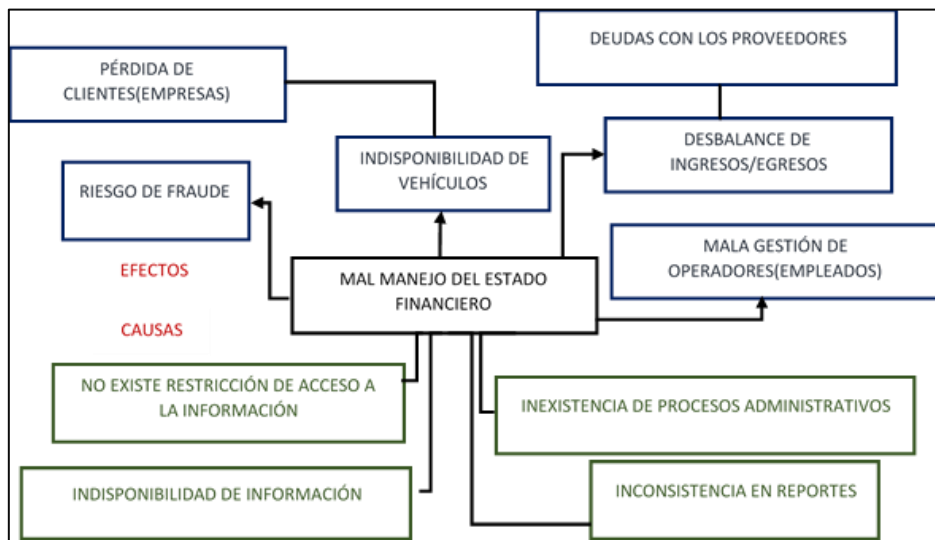 DEUDAS CON LOS PROVEEDORES
PÉRDIDA DE
CLIENTES(EMPRESAS)
DESBALANCE DE
INGRESOS/EGRESOS
INDISPONIBILIDAD DE
VEHÍCULOS
RIESGO DE FRAUDE
MALA GESTIÓN DE
OPERADORES(EMPLEADOS)
EFECTOS
MAL MANEJO DEL ESTADO
FINANCIERO
CAUSAS
NO EXISTE RESTRICCIÓN DE ACCESO A
LA INFORMACIÓN
INEXISTENCIA DE PROCESOS ADMINISTRATIVOS
INDISPONIBILIDAD DE INFORMACIÓN
INCONSISTENCIA EN REPORTES